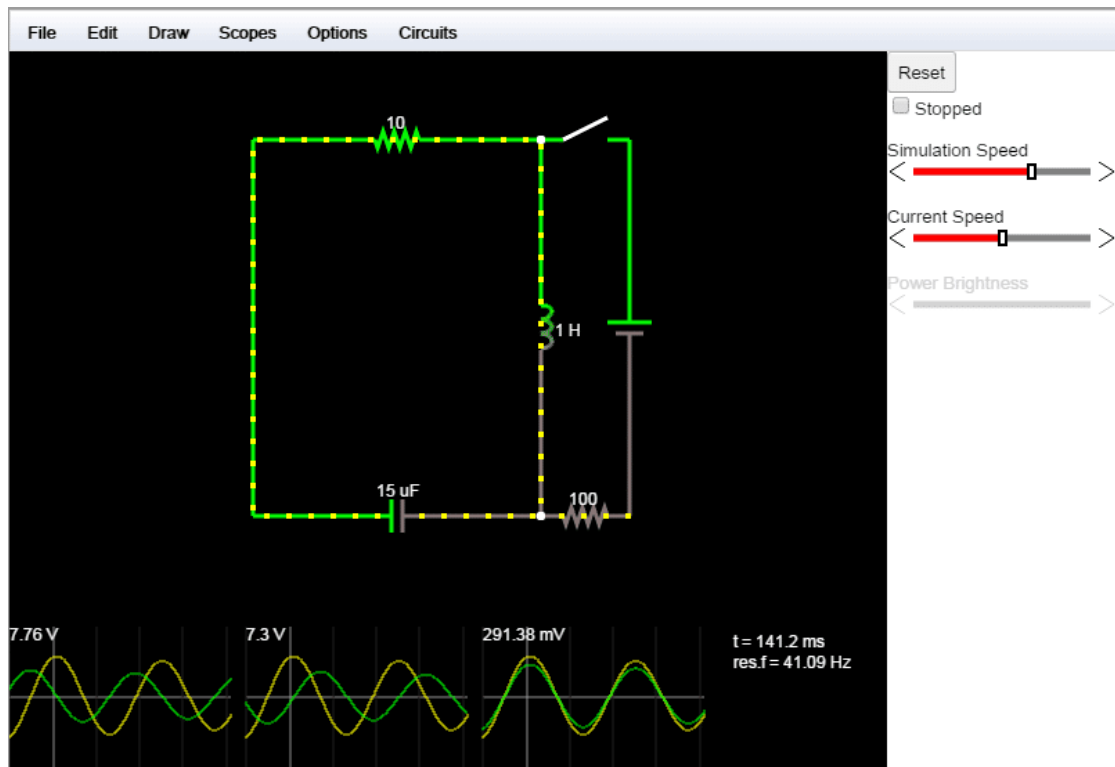 File Edit Draw Scopes Options Circuits
Reset
Stopped
Simulation Speed
Current Speed
Power Brightness
10
1 H
15 uF
100
7.76 V
7.3 V
291.38 mV
t = 141.2 ms
res.f = 41.09 Hz